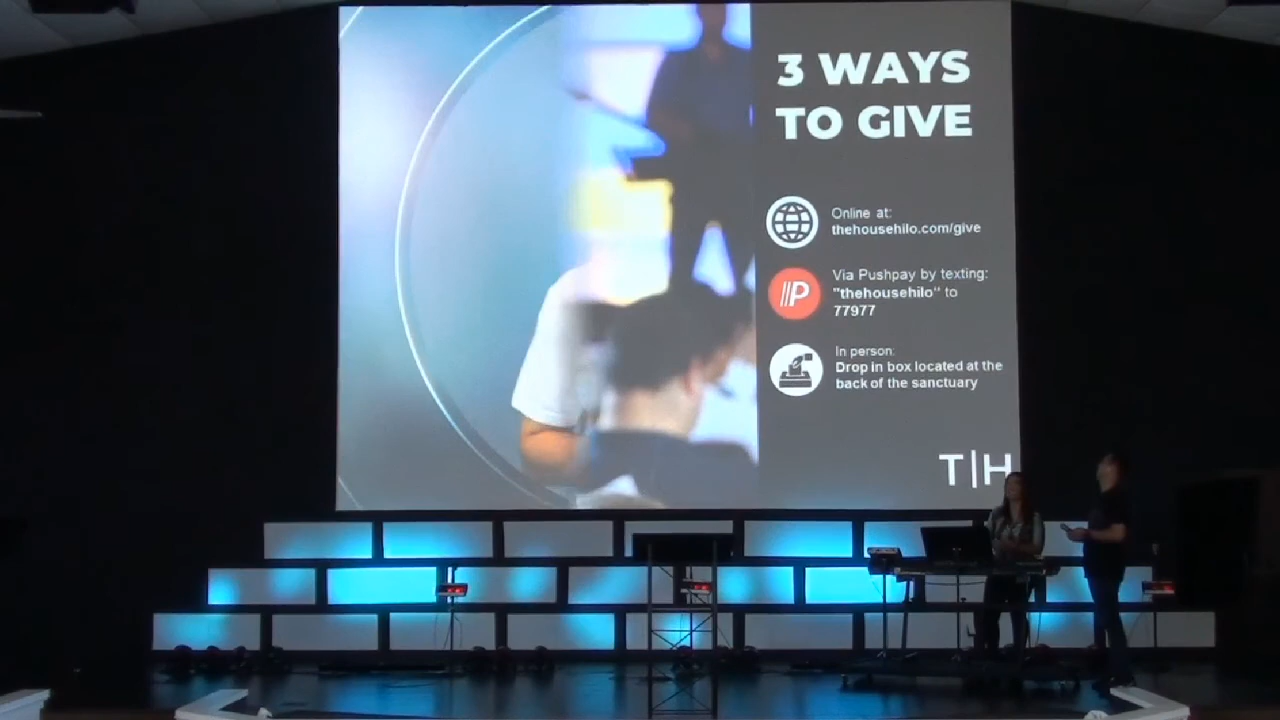 3 WAYS
TO GIVE
Online at:
thehousehilo.com/give
Via Pushpay by texting:
"thehousehilo" to
77977
In person:
Drop in box located at the
back of the sanctuary
T|H